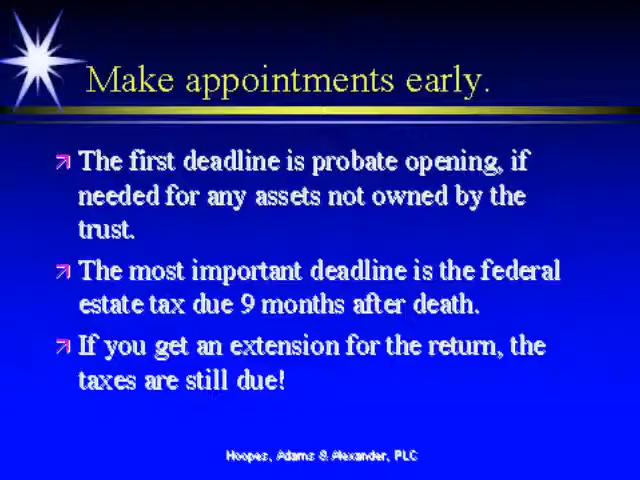 Make appointments early.
The first deadline is probate opening, if
needed for any assets not owned by the
trust.
The most important deadline is the federal
estate tax due 9 months after death.
If you get an extension for the return, the
taxes are still due!
Hoopes, Adams & Alexander, PLC